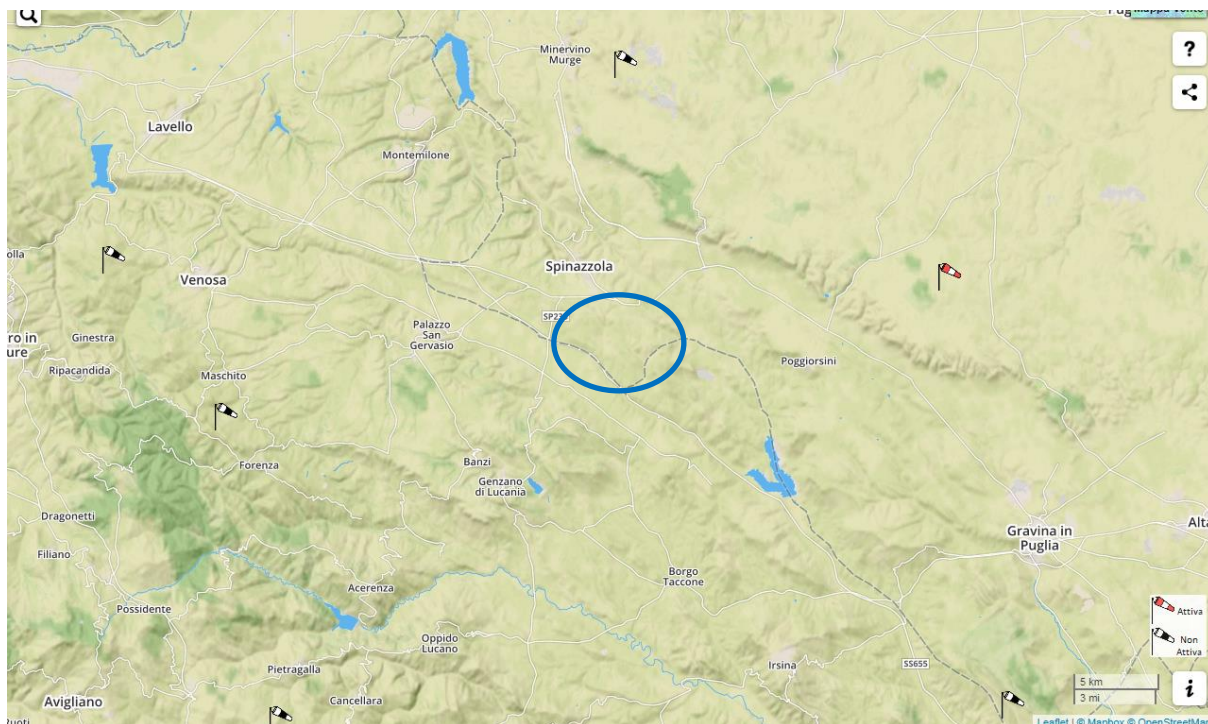 Mappa Vento
?
Minervino
Murge
Lavello
Montemilone
Spinazzola
Venosa
SP230
Palazzo
San
Gervasio
Ginestra
Ripacandida
Maschito
Poggiorsini
Forenza
Banzi
Genzano
di Lucania
Dragonetti
Filiano
Gravina in
Puglia
Borgo
Taccone
Acerenza
Possidente
Attiva
Non
Attiva
Oppido
Lucano
Pietragalla
Irsina
SS655
5 km
3 mi
i
Cancellara
Avigliano
Leaflet | © Mapbox © OpenStreetMap